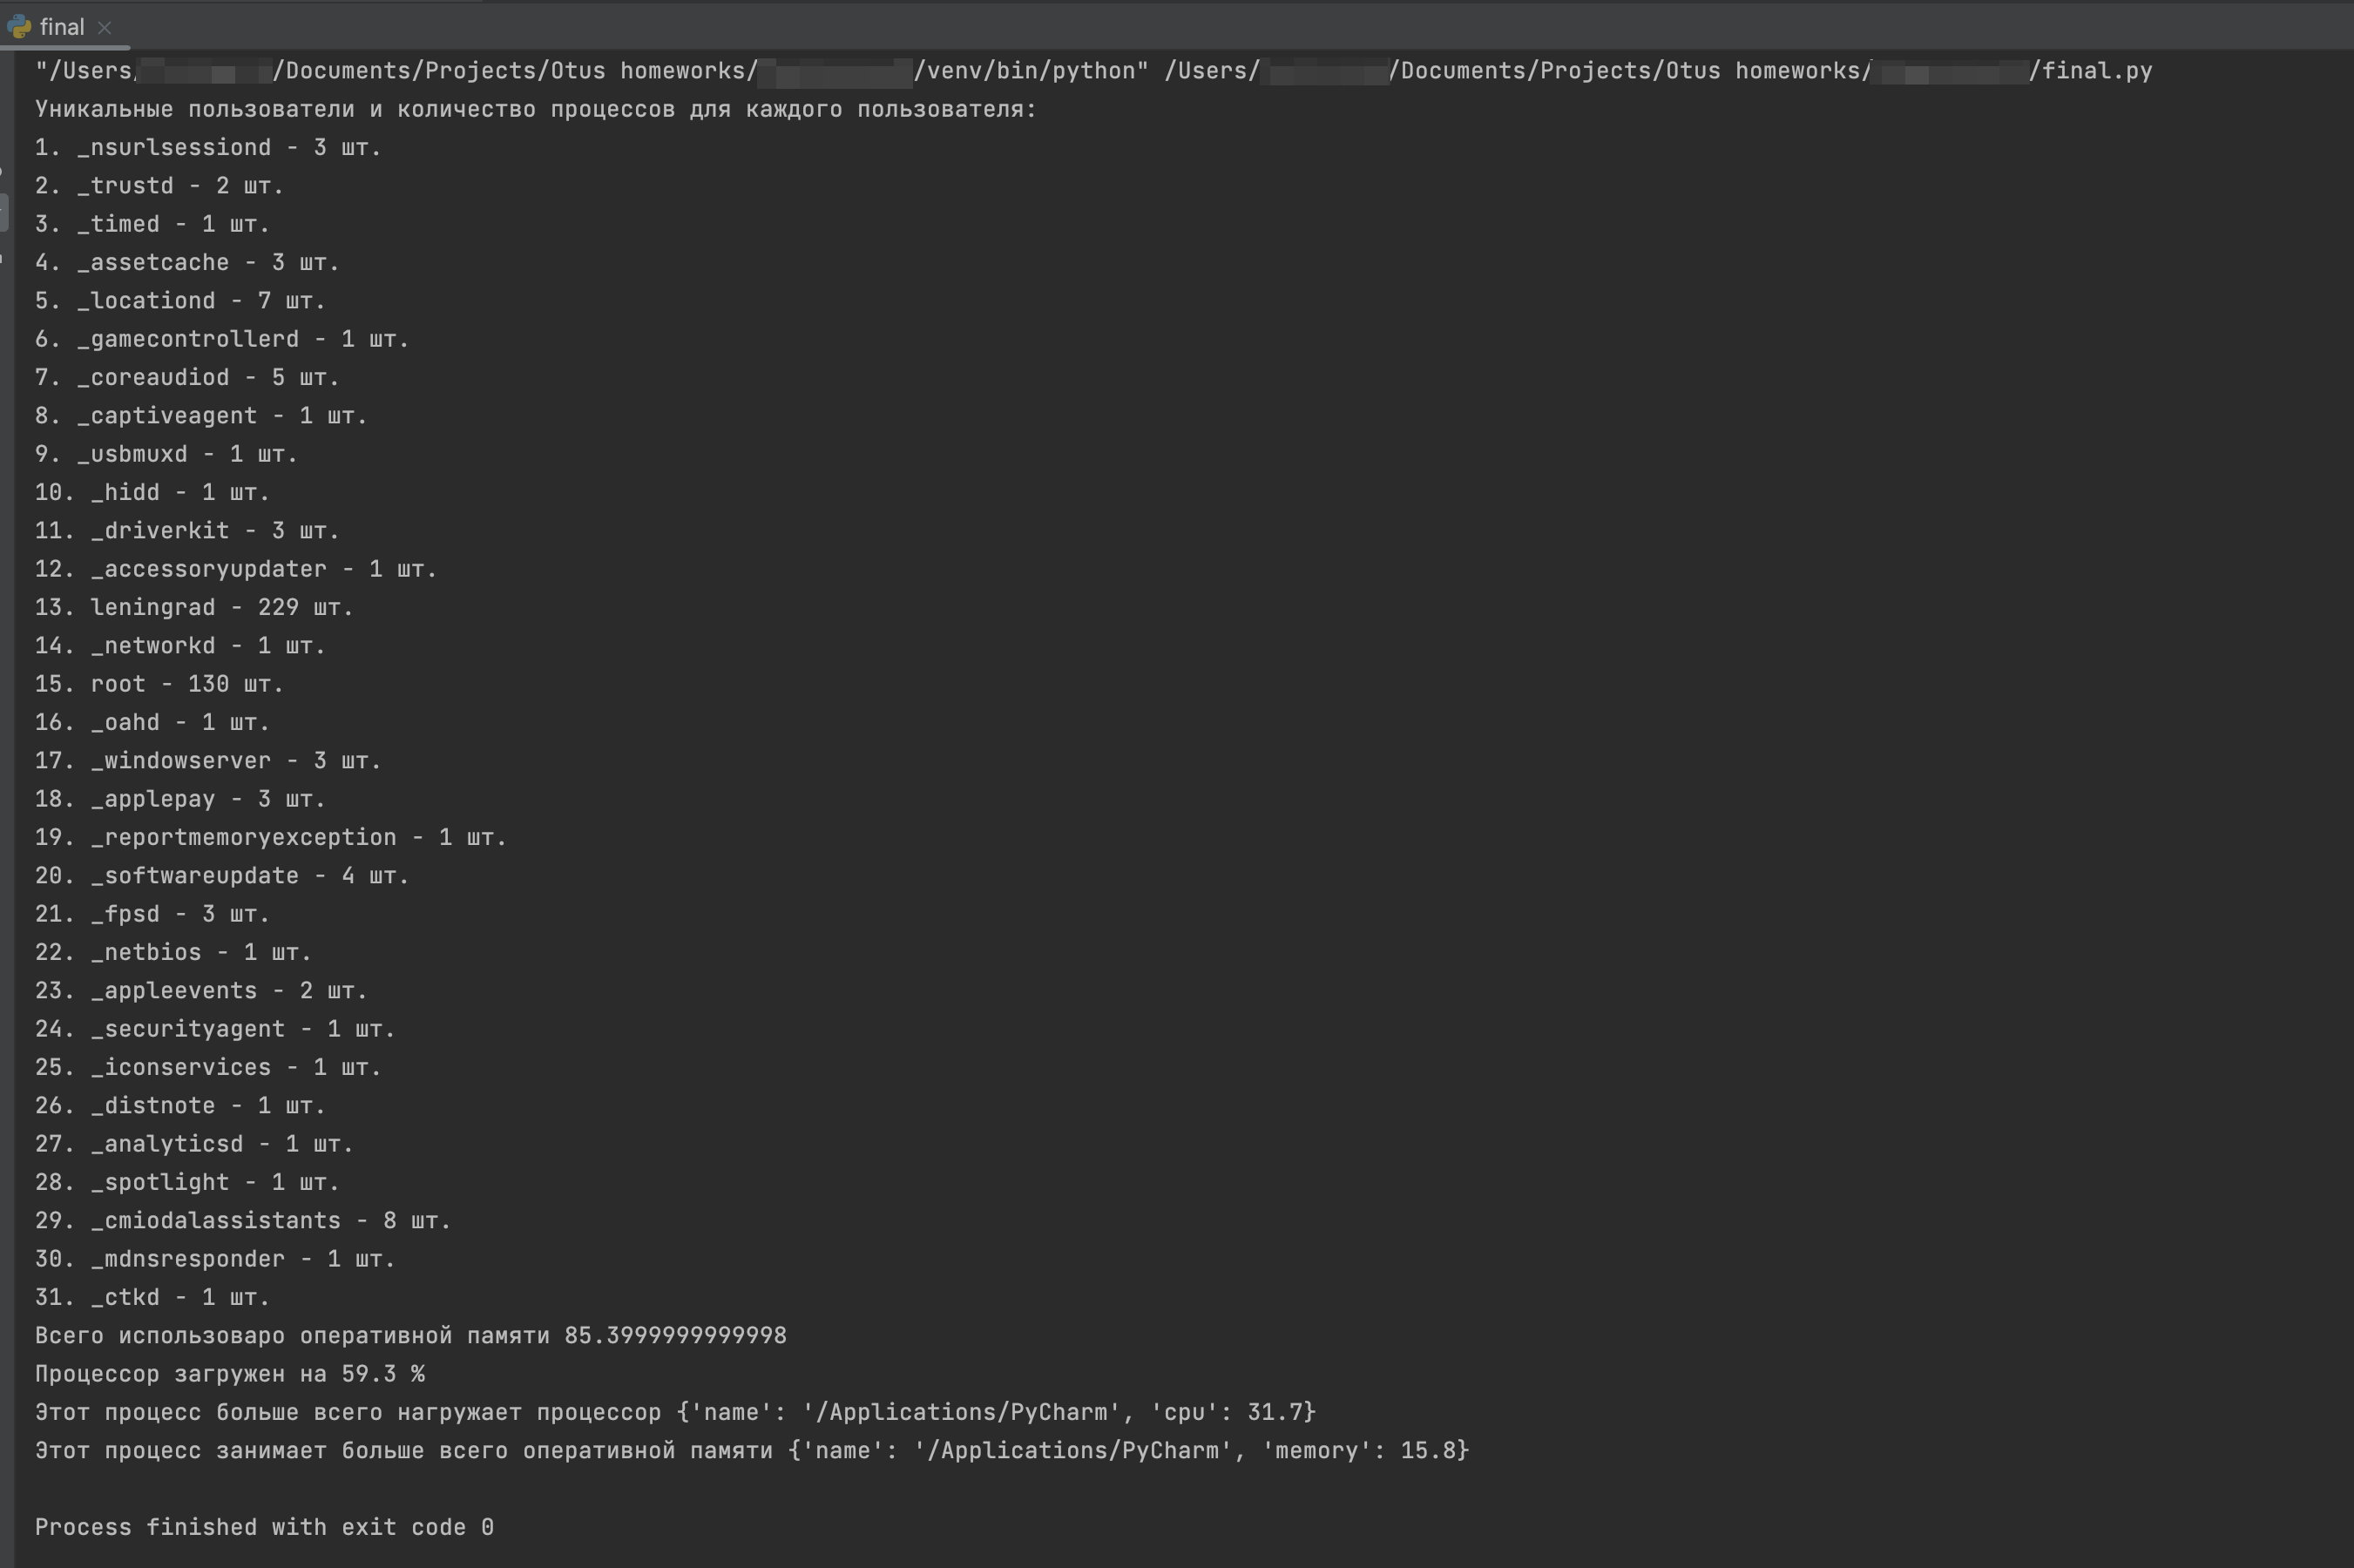 final
"/Users/ /Documents/Projects/Otus homeworks/ /venv/bin/python" /Users/ /Documents/Projects/Otus homeworks/ /final.py
Уникальные пользователи и количество процессов для каждого пользователя:
1. _nsurlsessiond - 3 шт.
2. _trustd - 2 шт.
3. _timed - 1 шт.
4. _assetcache - 3 шт.
5. _locationd - 7 шт.
6. _gamecontrollerd - 1 шт.
7. _coreaudiod - 5 шт.
8. _captiveagent - 1 шт.
9. _usbmuxd - 1 шт.
10. _hidd - 1 шт.
11. _driverkit - 3 шт.
12. _accessoryupdater - 1 шт.
13. leningrad - 229 шт.
14. _networkd - 1 шт.
15. root - 130 шт.
16. _oahd - 1 шт.
17. _windowserver - 3 шт.
18. _applepay - 3 шт.
19. _reportmemoryexception - 1 шт.
20. _softwareupdate - 4 шт.
21. _fpsd - 3 шт.
22. _netbios - 1 шт.
23. _appleevents - 2 шт.
24. _securityagent - 1 шт.
25. _iconservices - 1 шт.
26. _distnote - 1 шт.
27. _analyticsd - 1 шт.
28. _spotlight - 1 шт.
29. _cmiodalassistants - 8 шт.
30. _mdnsresponder - 1 шт.
31. _ctkd - 1 шт.
Всего использоваро оперативной памяти 85.3999999999998
Процессор загружен на 59.3 %
Этот процесс больше всего нагружает процессор {'name': '/Applications/PyCharm', 'cpu': 31.7}
Этот процесс занимает больше всего оперативной памяти {'name': '/Applications/PyCharm', 'memory': 15.8}
Process finished with exit code 0